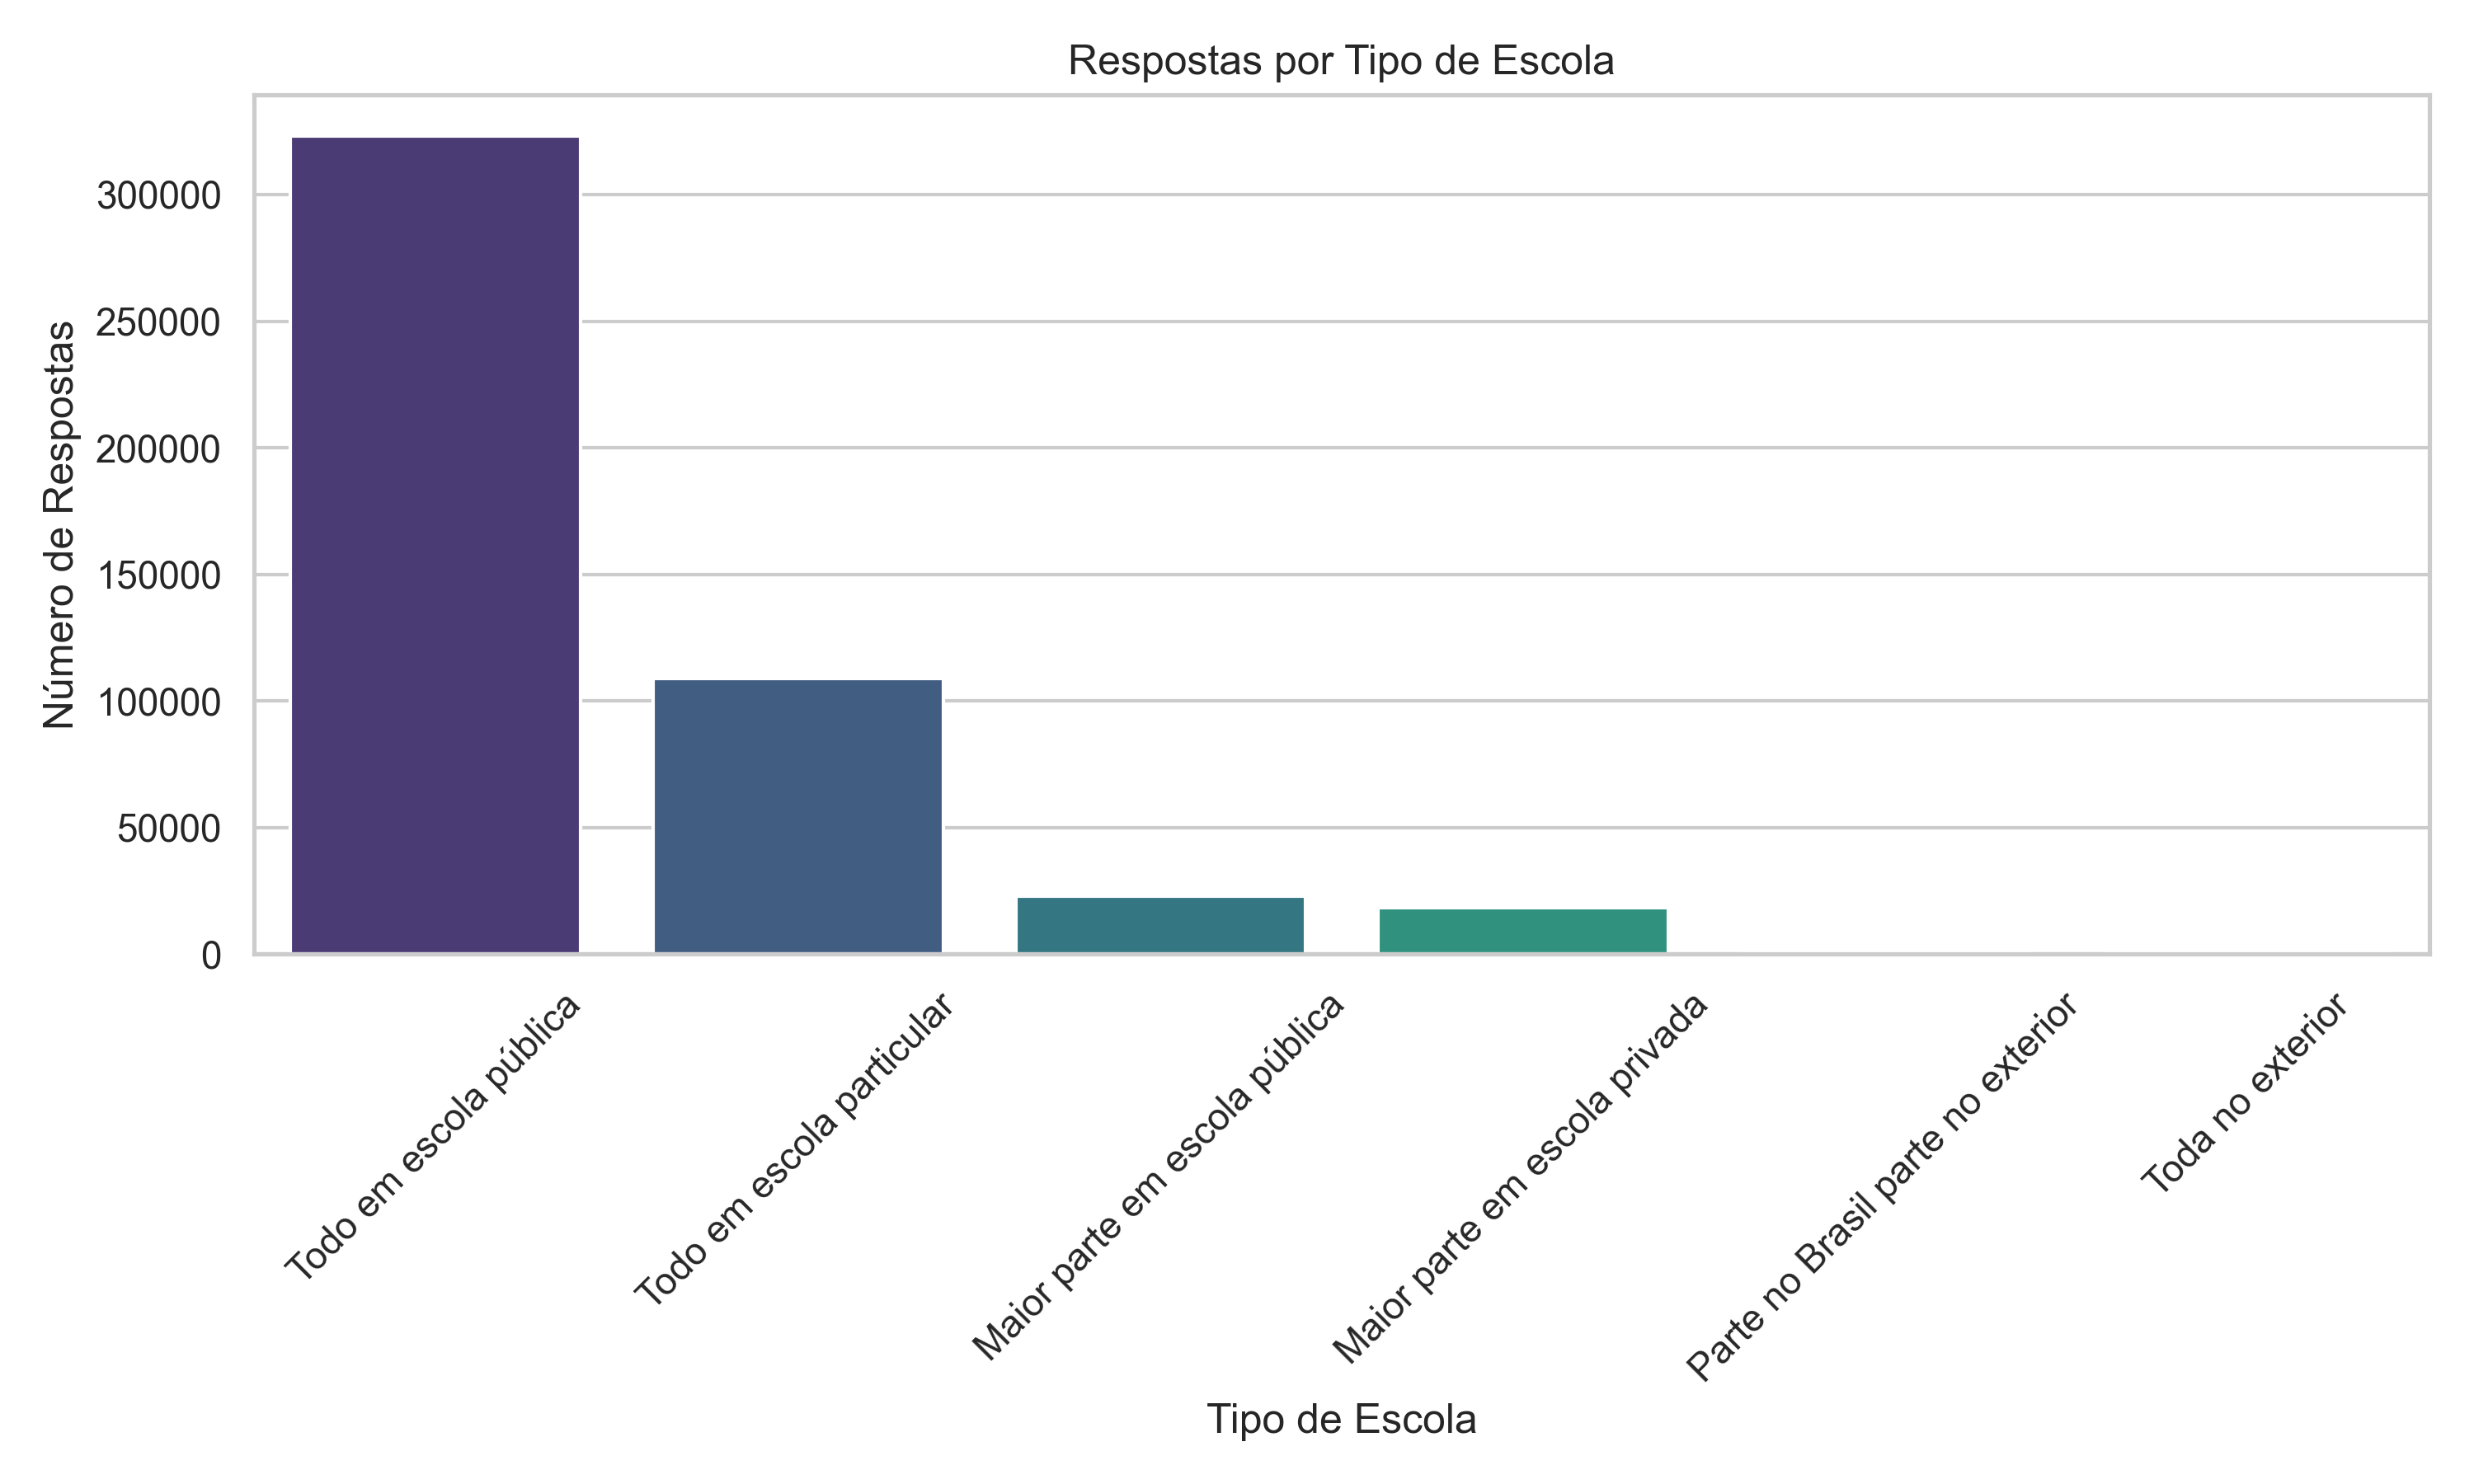 Respostas por Tipo de Escola
Número de Respostas
300000
250000
200000
150000
100000
50000
0
Todo em escola pública
Todo em escola particular
Maior parte em escola pública
Maior parte em escola privada
Parte no Brasil parte no exterior
Toda no exterior
Tipo de Escola